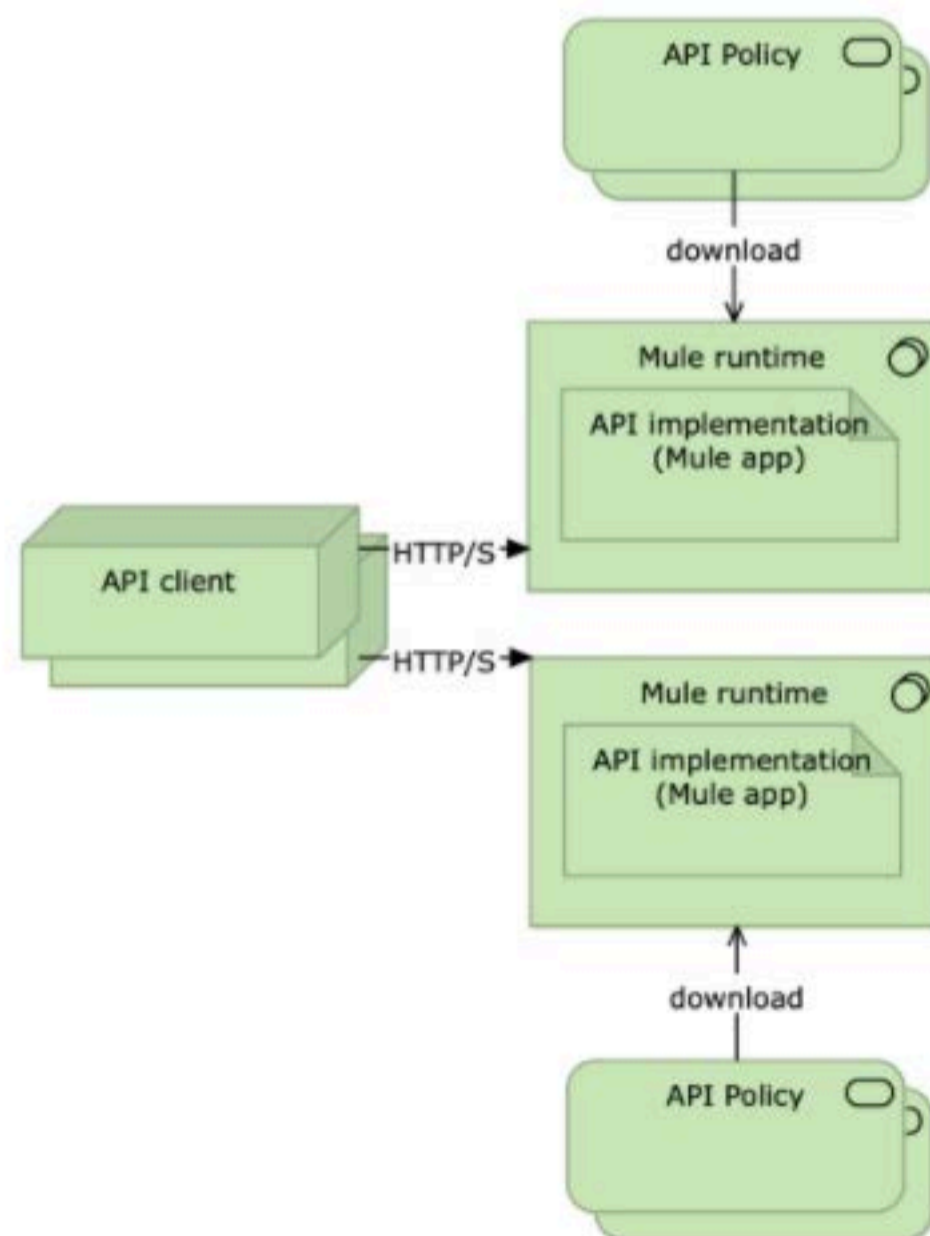 API Policy
download
Mule runtime
API implementation
(Mule app)
API client
HTTP/S
HTTP/S
Mule runtime
API implementation
(Mule app)
download
API Policy